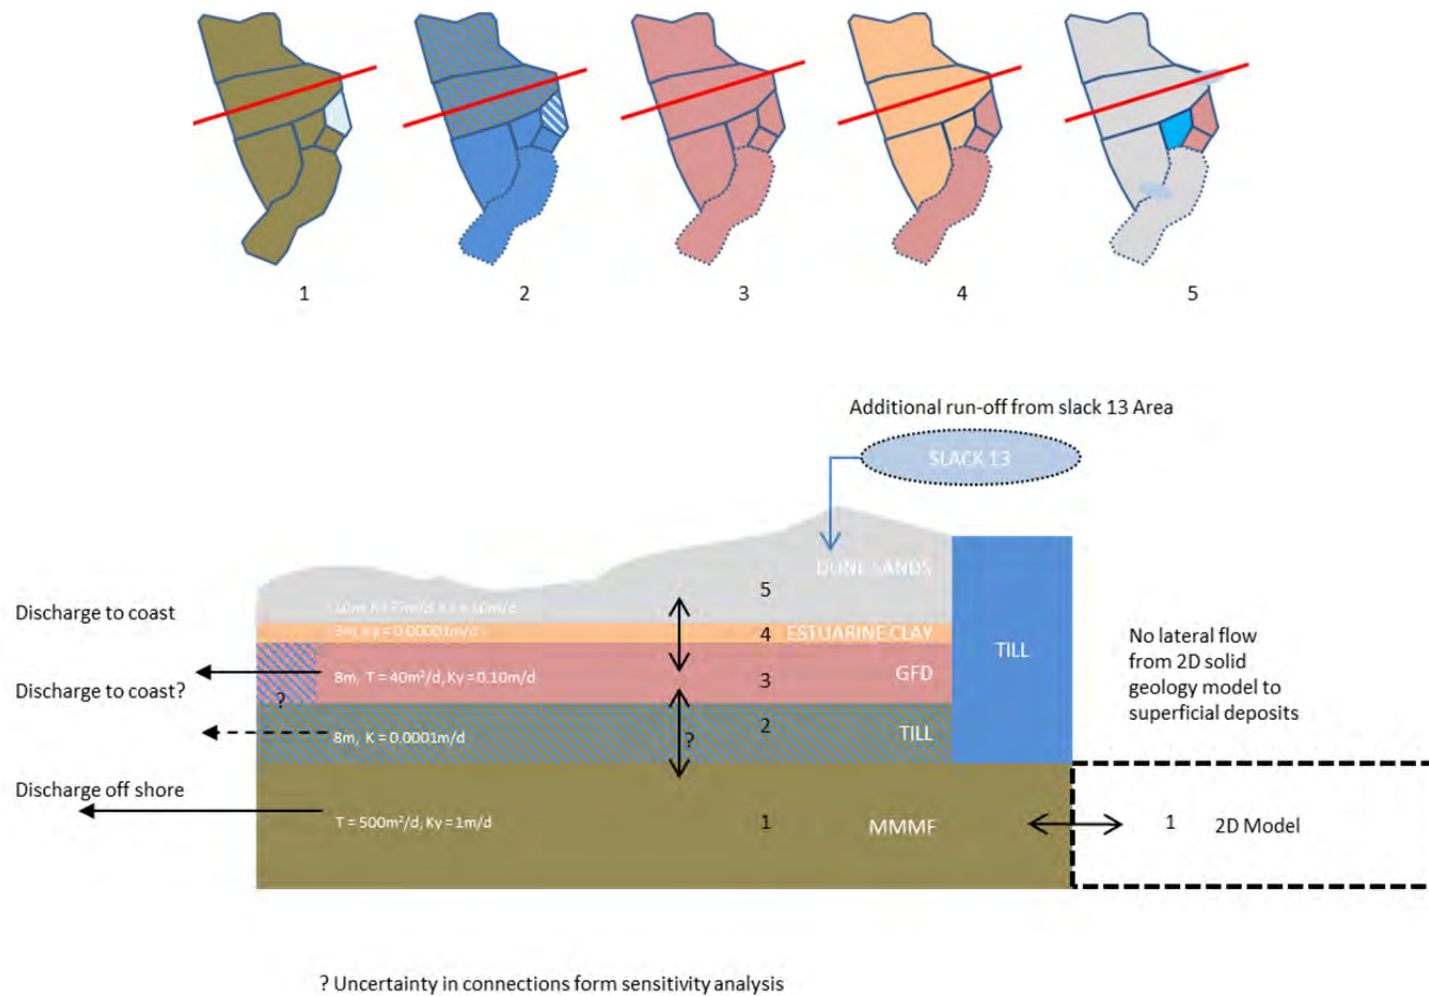 1
2
3
4
5
Additional run-off from slack 13 Area
SLACK 13
DUNE SANDS
5
Discharge to coast
4 ESTUARINE CLAY
TILL
No lateral flow
from 2D solid
geology model to
superficial deposits
8m, T = 40m²/d, Ky = 0.10m/d
3
GFD
Discharge to coast?
?
2
8m, K = 0.0001m/d
?
TILL
Discharge off shore
T = 500m²/d, Ky = 1m/d
1
MMMF
1
2D Model
? Uncertainty in connections form sensitivity analysis